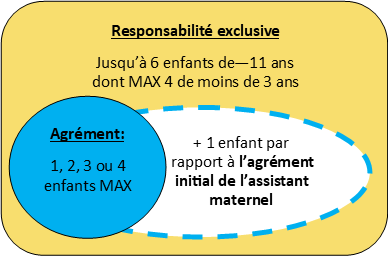 Responsabilité exclusive
Jusqu'à 6 enfants de—11 ans
dont MAX 4 de moins de 3 ans
Agrément:
1, 2, 3 ou 4
enfants MAX
+ 1 enfant par
rapport à l'agrément
initial de l'assistant
maternel